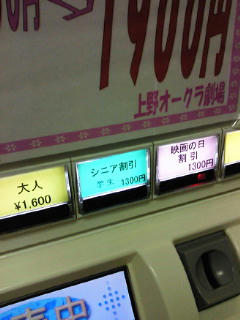 1900円
上野オークラ劇場
大人
¥1,600
シニア割引
学生 1300円
映画の日
割引
1300円